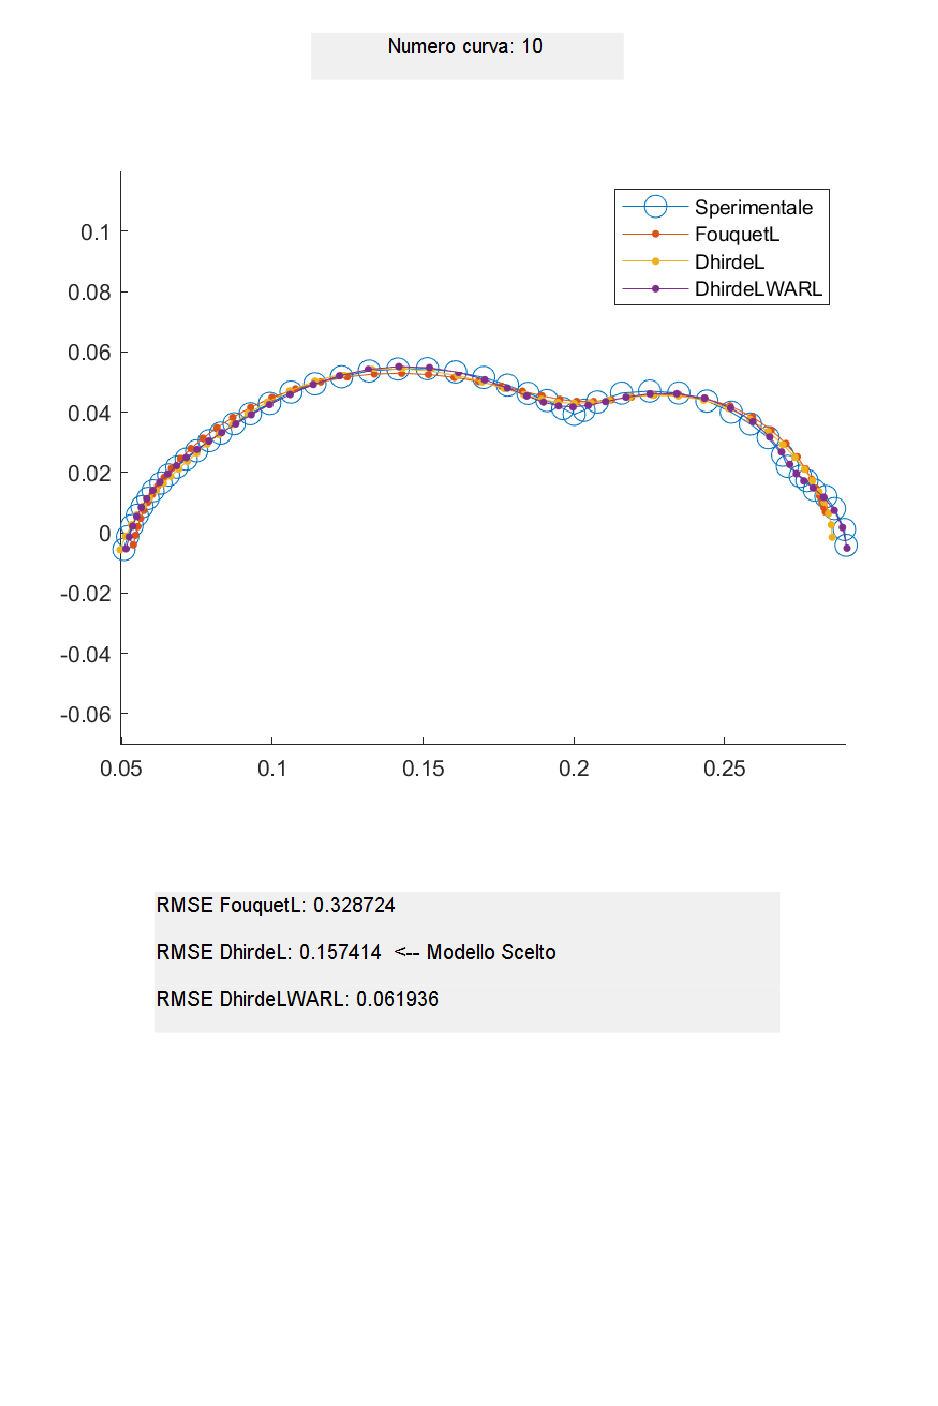 Numero curva: 10
Sperimentale
FouquetL
DhirdeL
DhirdeLWARL
0.1
0.08
0.06
0.04
0.02
0
-0.02
-0.04
-0.06
0.05 0.1 0.15 0.2 0.25
RMSE FouquetL: 0.328724
RMSE DhirdeL: 0.157414 <-- Modello Scelto
RMSE DhirdeLWARL: 0.061936